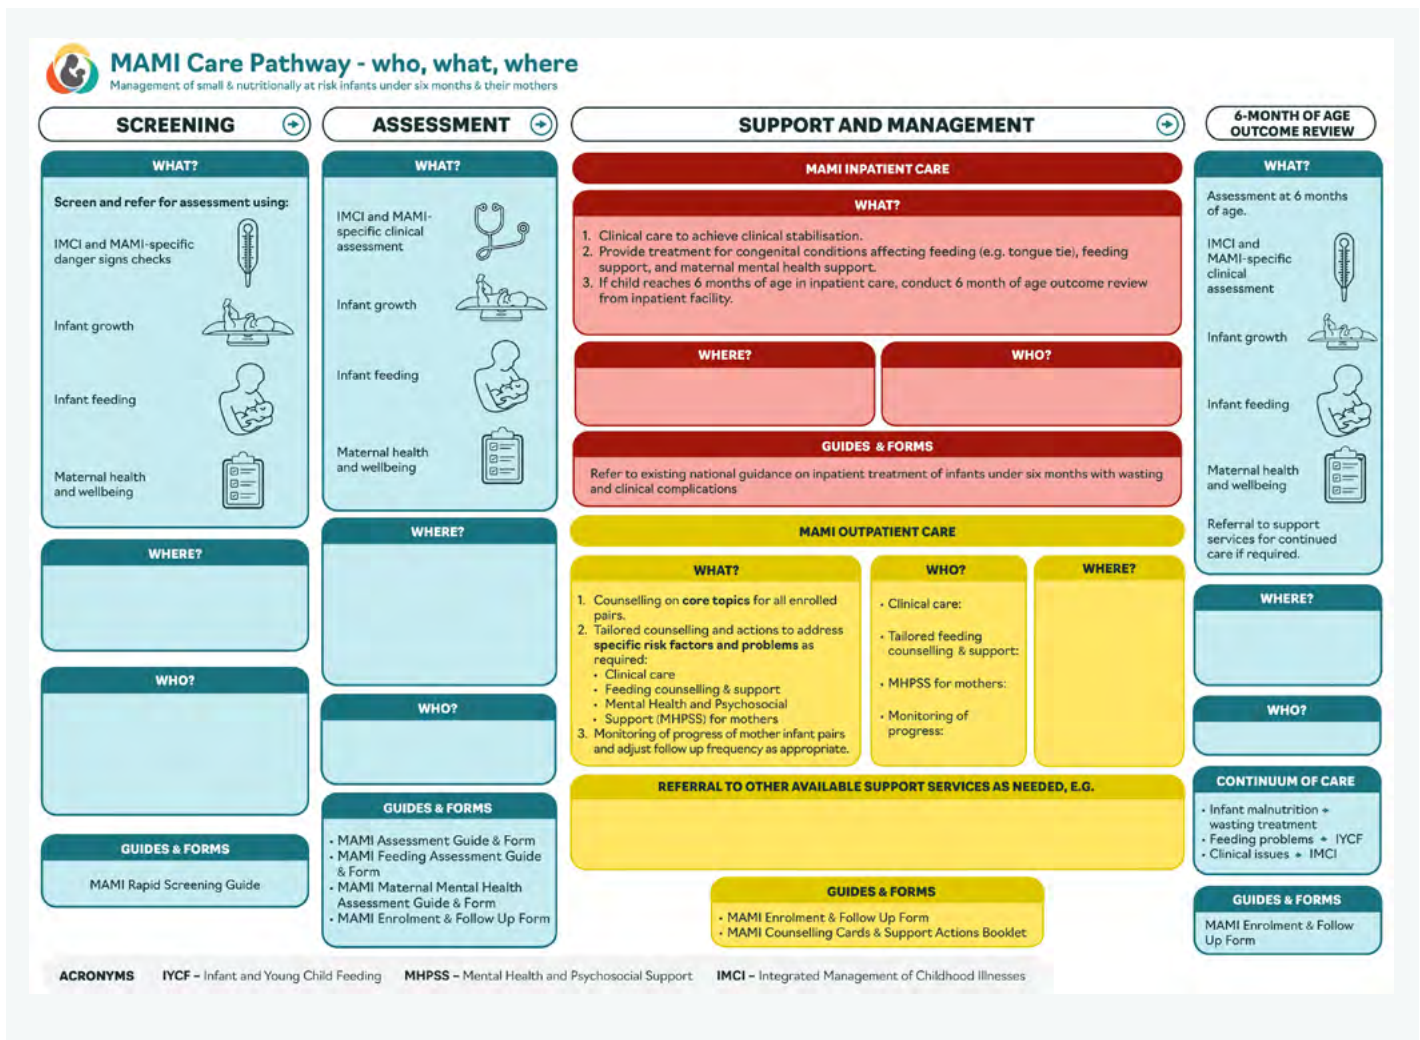 MAMI Care Pathway - who, what, where
Management of small & nutritionally at risk infants under six months & their mothers
SCREENING
WHAT?
Screen and refer for assessment using:
IMCI and MAMI-specific
danger signs checks
Infant growth
Infant feeding
Maternal health
and wellbeing
WHERE?
WHO?
GUIDES & FORMS
MAMI Rapid Screening Guide
ASSESSMENT
WHAT?
IMCI and MAMI-
specific clinical
assessment
Infant growth
Infant feeding
Maternal health
and wellbeing
WHERE?
WHO?
GUIDES & FORMS
• MAMI Assessment Guide & Form
• MAMI Feeding Assessment Guide
& Form
• MAMI Maternal Mental Health
Assessment Guide & Form
• MAMI Enrolment & Follow Up Form
SUPPORT AND MANAGEMENT
MAMI INPATIENT CARE
WHAT?
1. Clinical care to achieve clinical stabilisation.
2. Provide treatment for congenital conditions affecting feeding (e.g. tongue tie), feeding
support, and maternal mental health support.
3. If child reaches 6 months of age in inpatient care, conduct 6 month of age outcome review
from inpatient facility.
WHERE?
WHO?
GUIDES & FORMS
Refer to existing national guidance on inpatient treatment of infants under six months with wasting
and clinical complications
MAMI OUTPATIENT CARE
WHAT?
1. Counselling on core topics for all enrolled
pairs.
2. Tailored counselling and actions to address
specific risk factors and problems as
required:
• Clinical care
• Feeding counselling & support
• Mental Health and Psychosocial
• Support (MHPSS) for mothers
3. Monitoring of progress of mother infant pairs
and adjust follow up frequency as appropriate.
WHO?
• Clinical care:
• Tailored feeding
counselling & support:
• MHPSS for mothers:
• Monitoring of
progress:
WHERE?
REFERRAL TO OTHER AVAILABLE SUPPORT SERVICES AS NEEDED, E.G.
GUIDES & FORMS
• MAMI Enrolment & Follow Up Form
• MAMI Counselling Cards & Support Actions Booklet
6-MONTH OF AGE
OUTCOME REVIEW
WHAT?
Assessment at 6 months
of age.
IMCI and
MAMI-specific
clinical
assessment
Infant growth
Infant feeding
Maternal health
and wellbeing
Referral to support
services for continued
care if required.
WHERE?
WHO?
CONTINUUM OF CARE
• Infant malnutrition →
wasting treatment
• Feeding problems → IYCF
• Clinical issues → IMCI
GUIDES & FORMS
MAMI Enrolment & Follow
Up Form
ACRONYMS IYCF – Infant and Young Child Feeding MHPSS – Mental Health and Psychosocial Support IMCI – Integrated Management of Childhood Illnesses